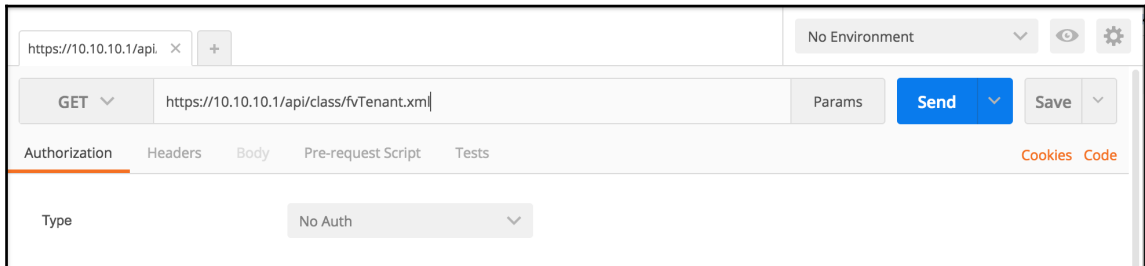 https://10.10.10.1/api.
No Environment
GET
https://10.10.10.1/api/class/fvTenant.xml
Params
Send
Save
Authorization
Headers
Body
Pre-request Script
Tests
Cookies
Code
Type
No Auth